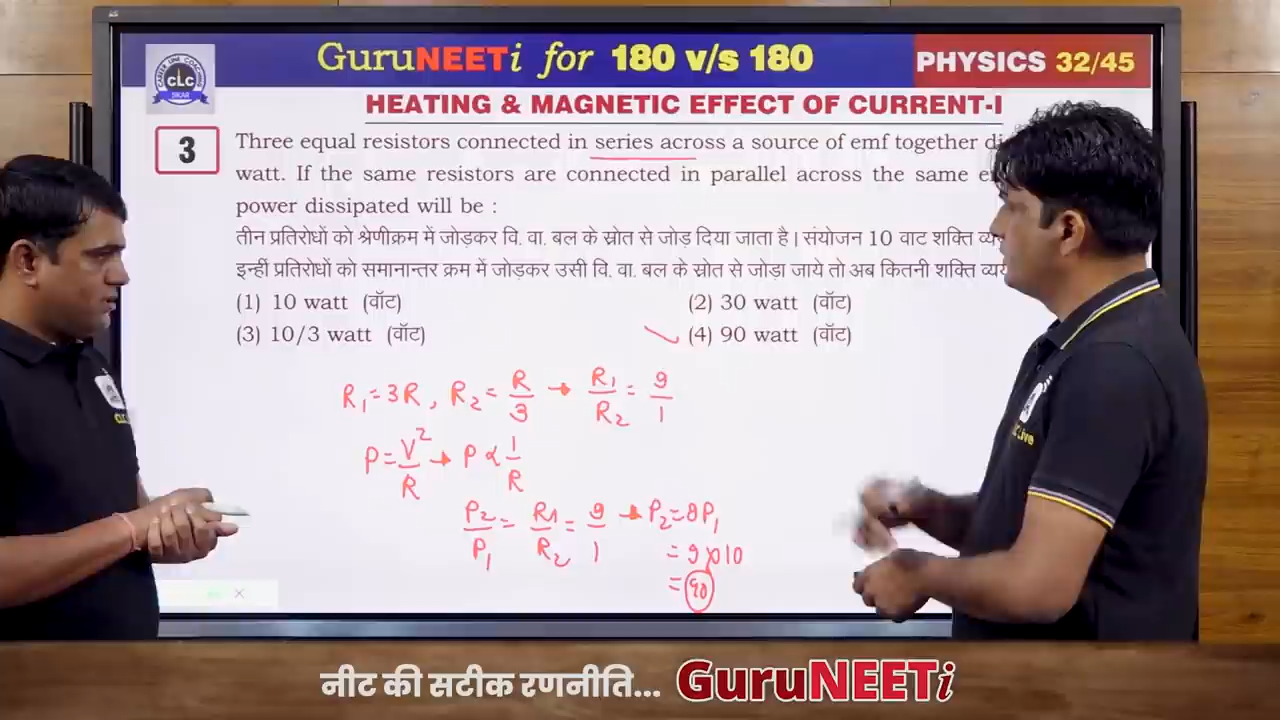 GuruNEETi for 180 v/s 180
PHYSICS 32/45
CLC
SIKAR
HEATING & MAGNETIC EFFECT OF CURRENT-I
3
Three equal resistors connected in series across a source of emf together
watt. If the same resistors are connected in parallel across the same
power dissipated will be :
तीन प्रतिरोधों को श्रेणीक्रम में जोड़कर वि. वा. बल के स्रोत से जोड़ दिया जाता है। संयोजन 10 वाट शक्ति
इन्हीं प्रतिरोधों को समानान्तर क्रम में जोड़कर उसी वि. वा. बल के स्रोत से जोडा जाये तो अब कितनी शक्ति
(1) 10 watt (वॉट)
(2) 30 watt (वॉट)
(3) 10/3 watt (वॉट)
(4) 90 watt (वॉट)
R₁=3R, R₂=R/3 → R₁/R₂=9/1
P=V²/R → P∝1/R
P₂/P₁=R₁/R₂=9/1 → P₂=9P₁
=9×10
=90
नीट की सटीक रणनीति... GuruNEETi